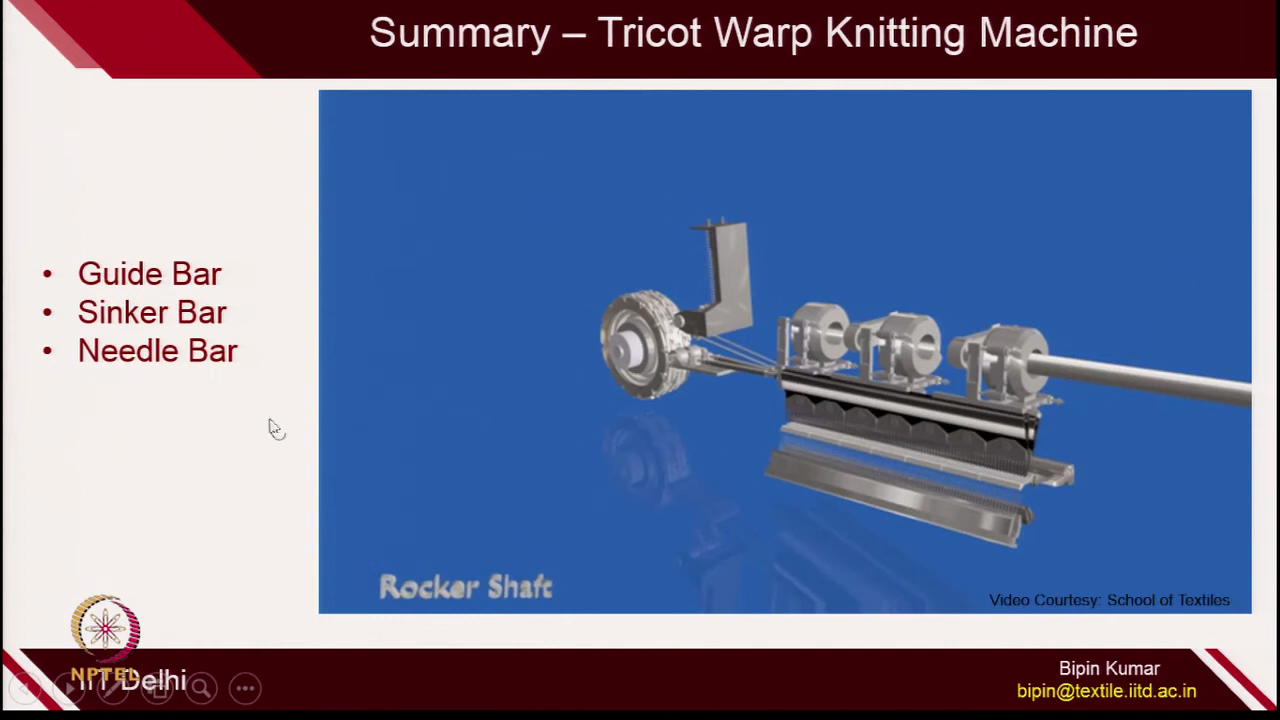 Summary – Tricot Warp Knitting Machine
• Guide Bar
• Sinker Bar
• Needle Bar
Rocker Shaft
Video Courtesy: School of Textiles
NPTEL
IIT Delhi
Bipin Kumar
bipin@textile.iitd.ac.in